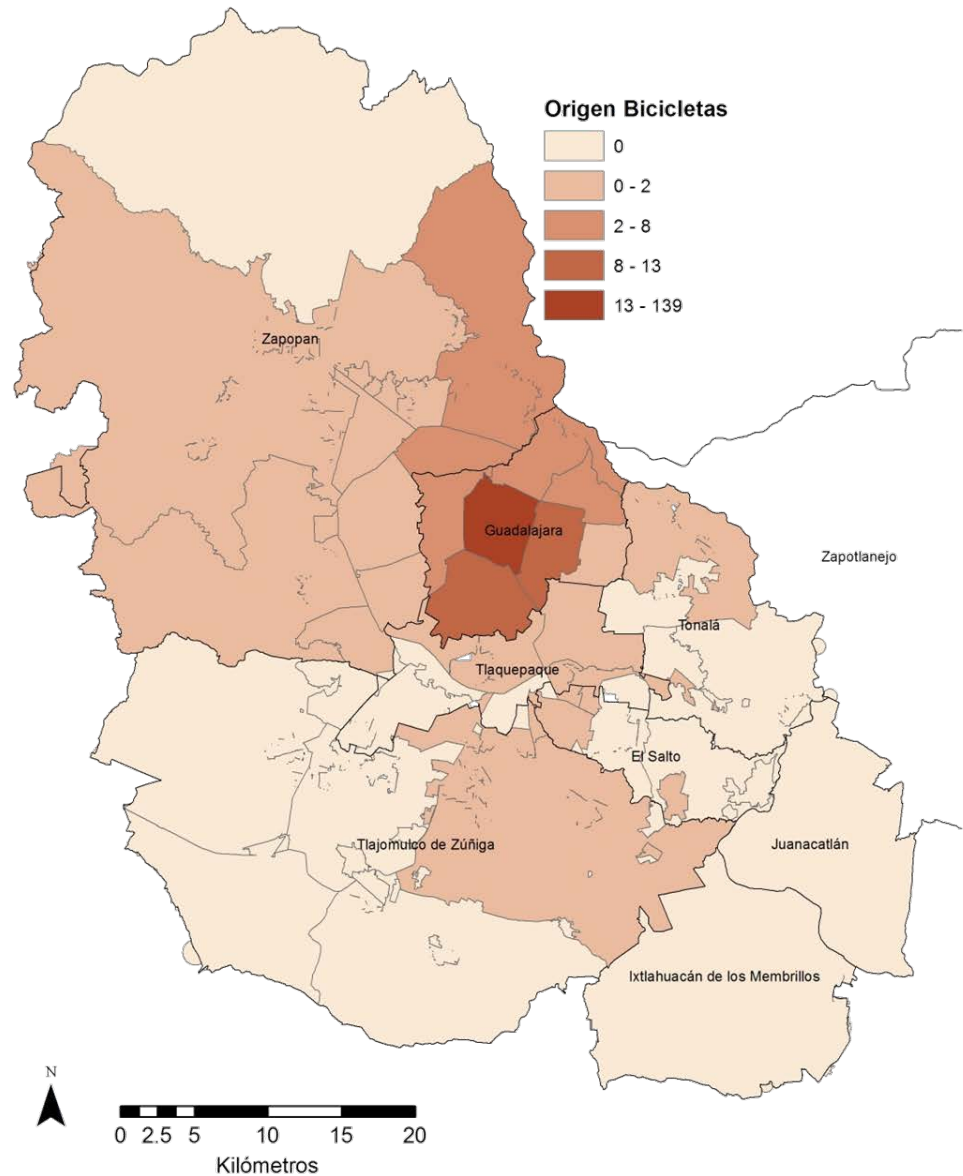 Origen Bicicletas
0
0 - 2
2 - 8
8 - 13
13 - 139
Zapopan
Guadalajara
Zapotlanejo
Tonalá
Tlaquepaque
El Salto
Tlajomulco de Zúñiga
Juanacatlán
Ixtlahuacán de los Membrillos
N
0 2.5 5 10 15 20
Kilómetros